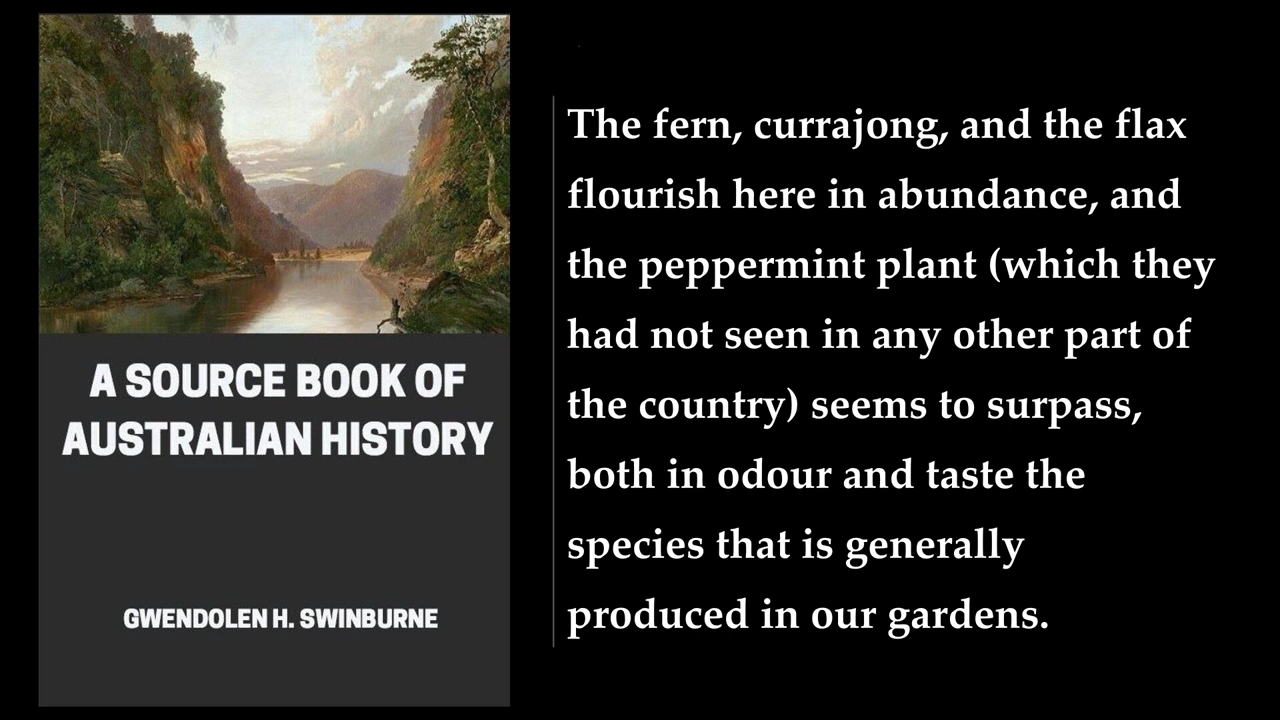 A SOURCE BOOK OF
AUSTRALIAN HISTORY
GWENDOLEN H. SWINBURNE
The fern, currajong, and the flax
flourish here in abundance, and
the peppermint plant (which they
had not seen in any other part of
the country) seems to surpass,
both in odour and taste the
species that is generally
produced in our gardens.